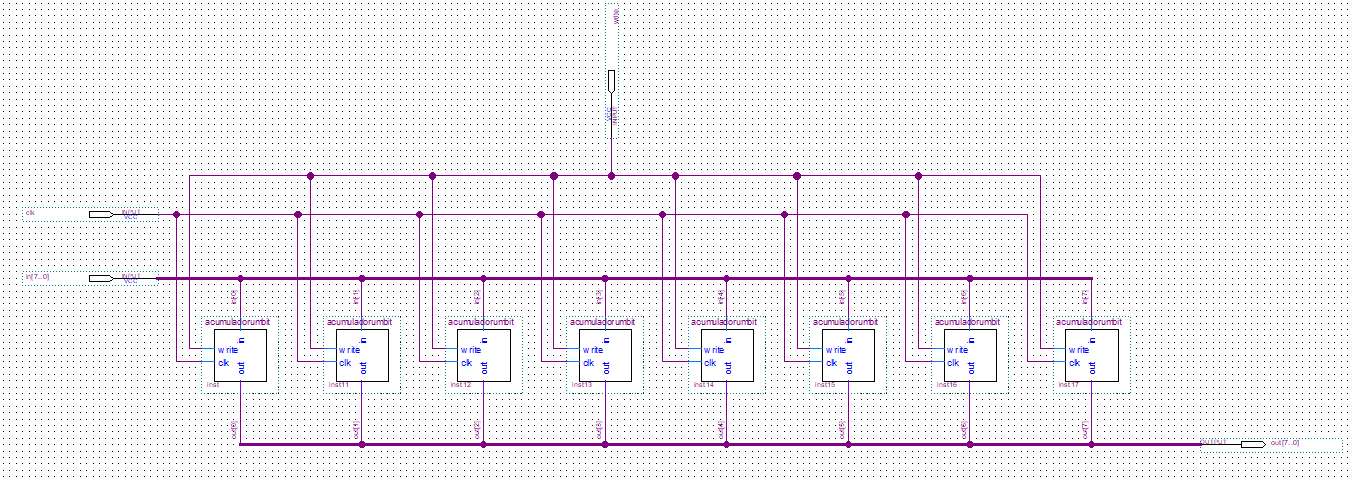 write
VCC
INPUT
clk
INPUT
VCC
in[7..0]
INPUT
VCC
in[0]
in[1]
in[2]
in[3]
in[4]
in[5]
in[6]
in[7]
acumuladorumbit
in
write
clk
out
inst
acumuladorumbit
in
write
clk
out
inst11
acumuladorumbit
in
write
clk
out
inst12
acumuladorumbit
in
write
clk
out
inst13
acumuladorumbit
in
write
clk
out
inst14
acumuladorumbit
in
write
clk
out
inst15
acumuladorumbit
in
write
clk
out
inst16
acumuladorumbit
in
write
clk
out
inst17
out[0]
out[1]
out[2]
out[3]
out[4]
out[5]
out[6]
out[7]
OUTPUT
out[7..0]